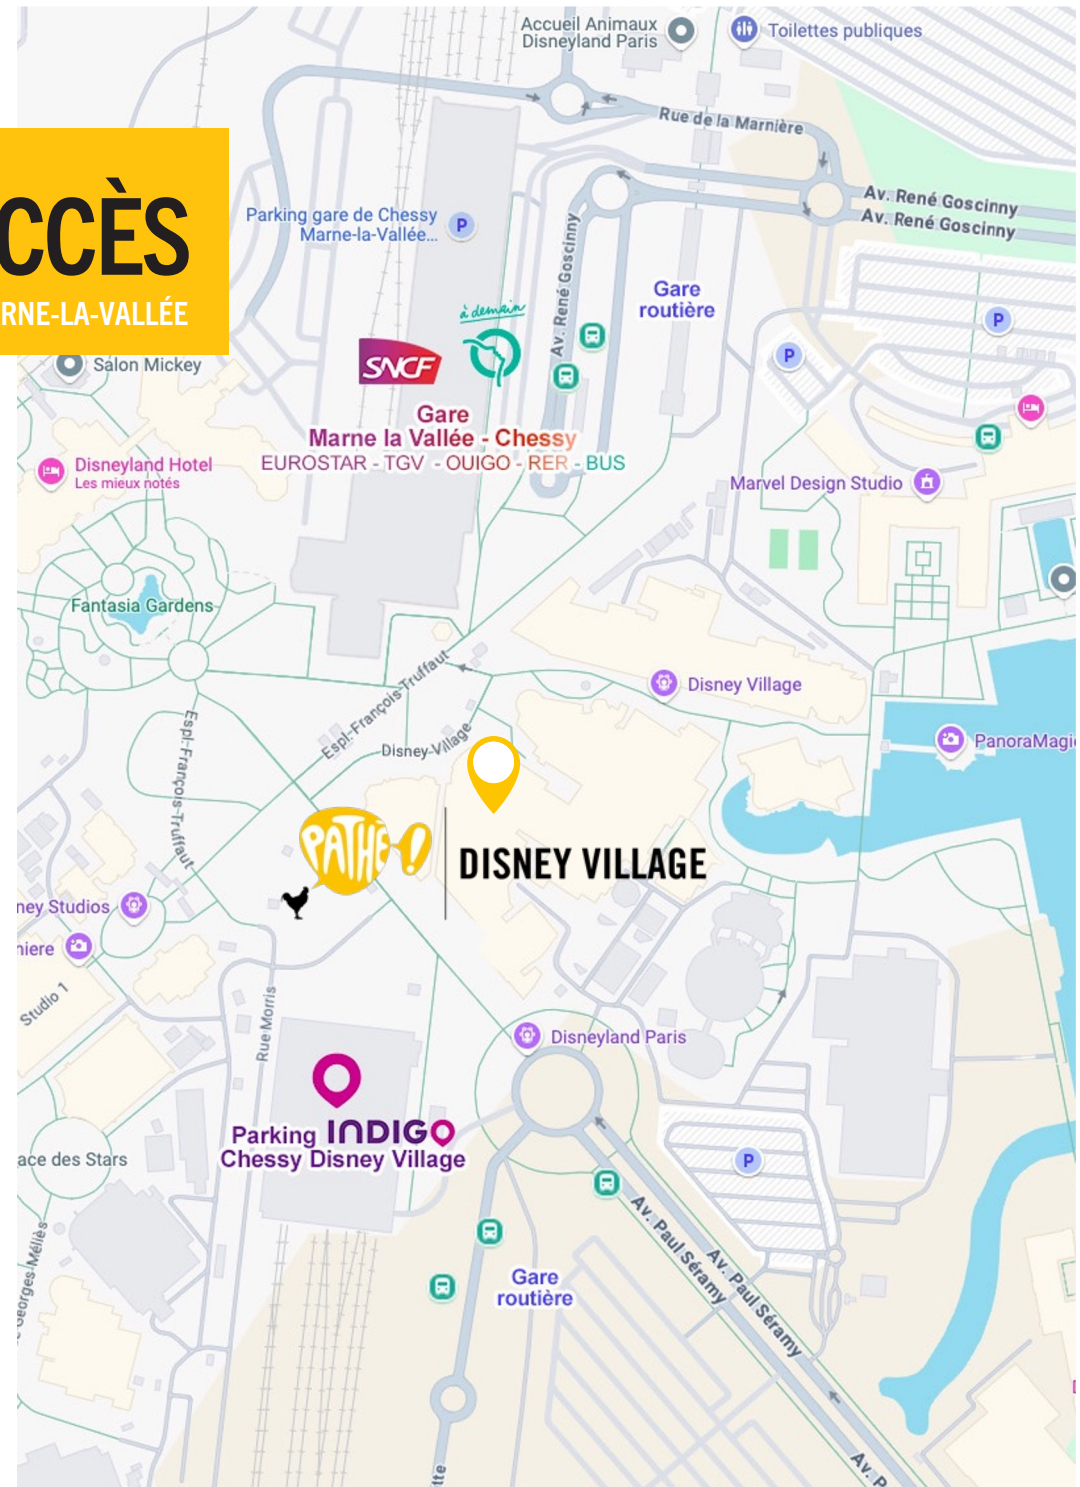 Accueil Animaux
Disneyland Paris
Toilettes publiques
Rue de la Marnière
CCÈS
RNE-LA-VALLÉE
Av. René Goscinny
Av. René Goscinny
Parking gare de Chessy
Marne-la-Vallée...
P
Av. René Goscinny
Gare
routière
à demain
SNCF
P
P
Salon Mickey
Gare
Marne la Vallée - Chessy
EUROSTAR - TGV - OUIGO - RER - BUS
Disneyland Hotel
Les mieux notés
Marvel Design Studio
Fantasia Gardens
Espl-François-Truffaut
Disney Village
Disney-Village
Espl-François-Truffaut
PanoraMagi
PATHÉ!
DISNEY VILLAGE
ney Studios
niere
Studio 1
Rue Morris
Disneyland Paris
Parking INDIGO
Chessy Disney Village
ace des Stars
P
Av. Paul Séramy
Av. Paul Séramy
Georges Méliès
Gare
routière
Av. P
tte